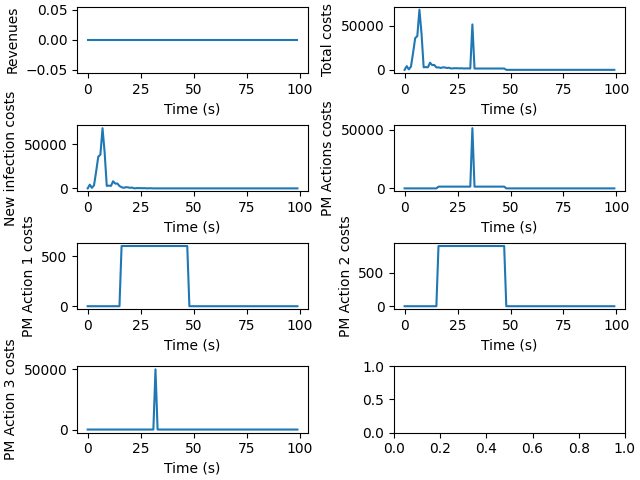 Revenues
0.05
0.00
−0.05
0 25 50 75 100
Time (s)
Total costs
50000
0
0 25 50 75 100
Time (s)
New infection costs
50000
0
0 25 50 75 100
Time (s)
PM Actions costs
50000
0
0 25 50 75 100
Time (s)
PM Action 1 costs
500
0
0 25 50 75 100
Time (s)
PM Action 2 costs
500
0
0 25 50 75 100
Time (s)
PM Action 3 costs
50000
0
0 25 50 75 100
Time (s)
1.0
0.5
0.0
0.0 0.2 0.4 0.6 0.8 1.0